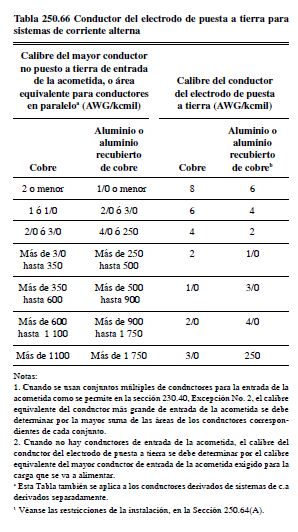 Tabla 250.66 Conductor del electrodo de puesta a tierra para
sistemas de corriente alterna
Calibre del mayor conductor
no puesto a tierra de entrada
de la acometida, o área
equivalente para conductores
en paraleloª (AWG/kcmil)
Calibre del conductor
del electrodo de puesta
a tierra (AWG/kcmil)
Cobre
Aluminio o
aluminio
recubierto
de cobre
Cobre
Aluminio o
aluminio
recubierto
de cobreᵇ
2 o menor 1/0 o menor 8 6
1 ó 1/0 2/0 ó 3/0 6 4
2/0 ó 3/0 4/0 ó 250 4 2
Más de 3/0 Más de 250 2 1/0
hasta 350 hasta 500
Más de 350 Más de 500 1/0 3/0
hasta 600 hasta 900
Más de 600 Más de 900 2/0 4/0
hasta 1 100 hasta 1 750
Más de 1100 Más de 1 750 3/0 250
Notas:
1. Cuando se usan conjuntos múltiples de conductores para la entrada de la
acometida como se permite en la sección 230.40, Excepción No. 2, el calibre
equivalente del conductor más grande de entrada de la acometida se debe
determinar por la mayor suma de las áreas de los conductores correspon-
dientes de cada conjunto.
2. Cuando no hay conductores de entrada de la acometida, el calibre del
conductor del electrodo de puesta a tierra se debe determinar por el calibre
equivalente del mayor conductor de entrada de la acometida exigido para la
carga que se va a alimentar.
ª Esta Tabla también se aplica a los conductores derivados de sistemas de c.a
derivados separadamente.
ᵇ Véanse las restricciones de la instalación, en la Sección 250.64(A).